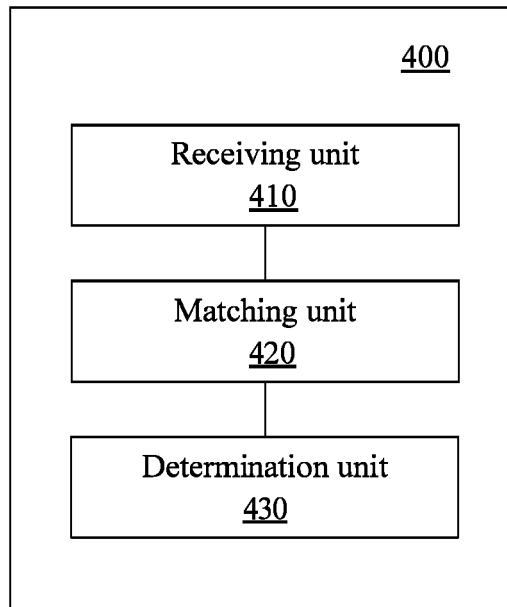 400
Receiving unit
410
Matching unit
420
Determination unit
430